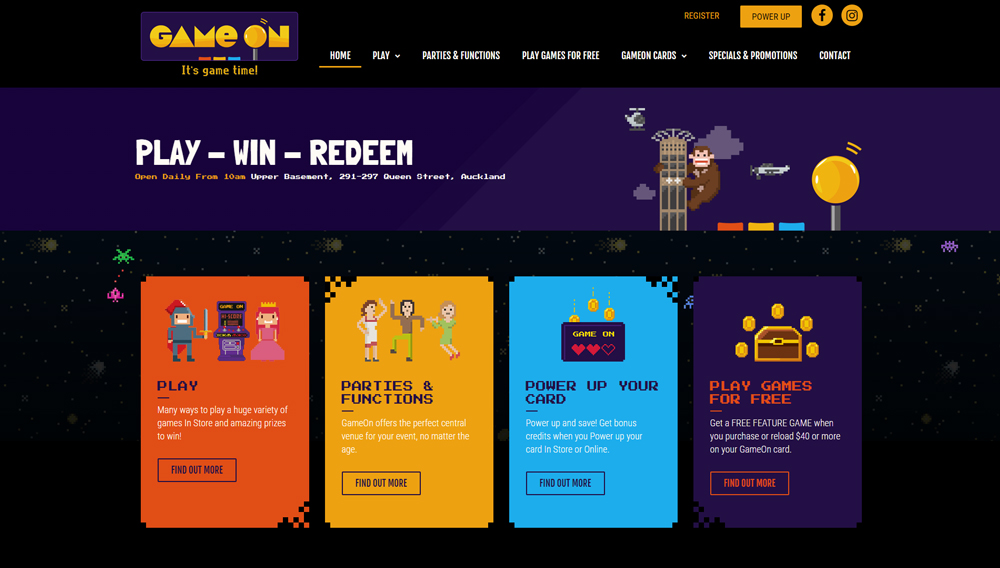 REGISTER
POWER UP
GAME ON
It's game time!
HOME
PLAY
PARTIES & FUNCTIONS
PLAY GAMES FOR FREE
GAMEON CARDS
SPECIALS & PROMOTIONS
CONTACT
PLAY – WIN – REDEEM
Open Daily From 10am Upper Basement, 291-297 Queen Street, Auckland
GAME ON
PLAY
Many ways to play a huge variety of
games In Store and amazing prizes
to win!
FIND OUT MORE
PARTIES &
FUNCTIONS
GameOn offers the perfect central
venue for your event, no matter the
age.
FIND OUT MORE
GAME ON
POWER UP YOUR
CARD
Power up and save! Get bonus
credits when you Power up your
card In Store or Online.
FIND OUT MORE
PLAY GAMES
FOR FREE
Get a FREE FEATURE GAME when
you purchase or reload $40 or more
on your GameOn card.
FIND OUT MORE